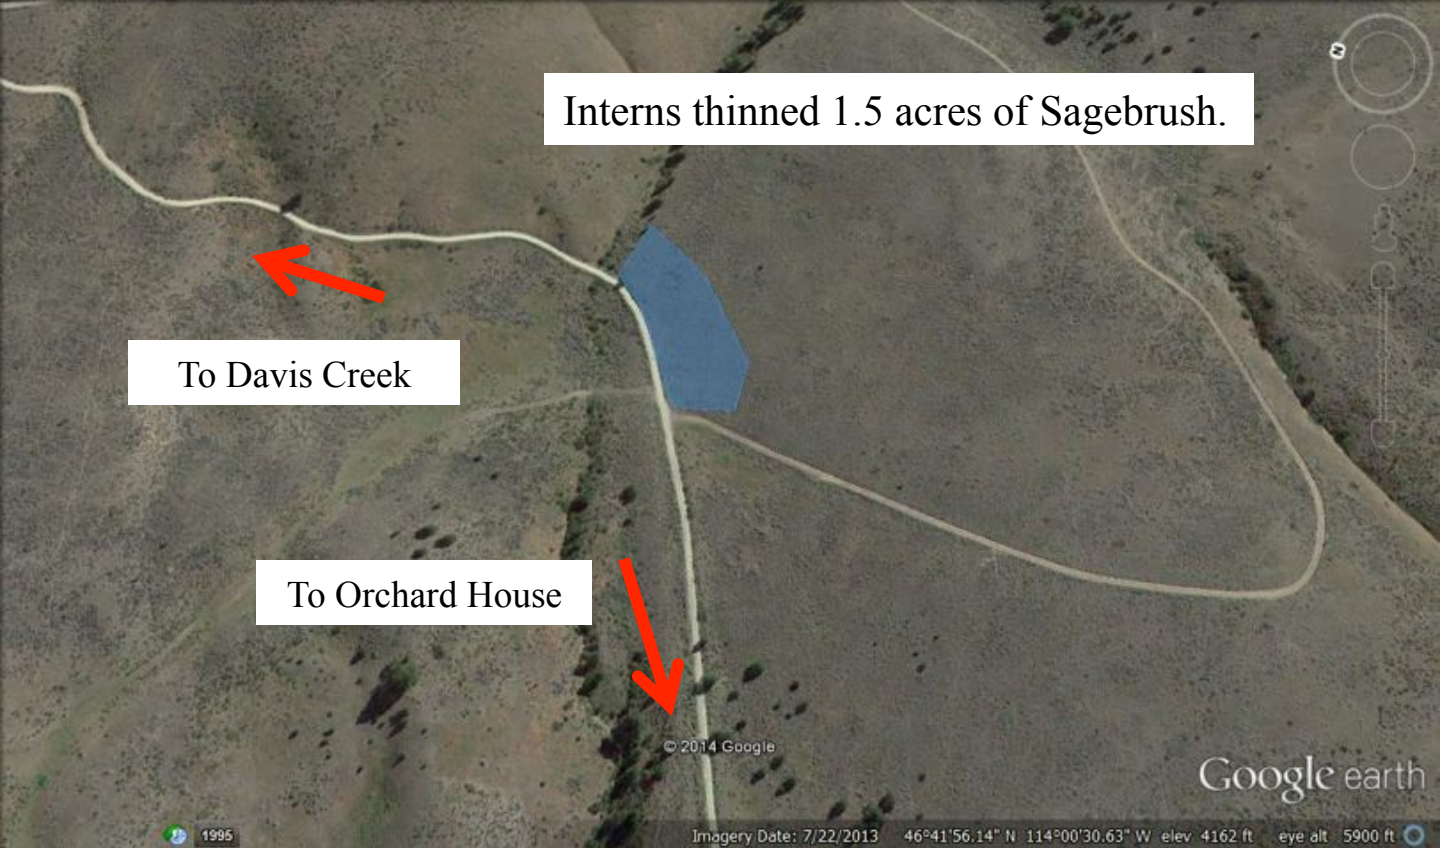 N
Interns thinned 1.5 acres of Sagebrush.
To Davis Creek
To Orchard House
© 2014 Google
Google earth
1995
Imagery Date: 7/22/2013 46°41'56.14" N 114°00'30.63" W elev 4162 ft eye alt 5900 ft